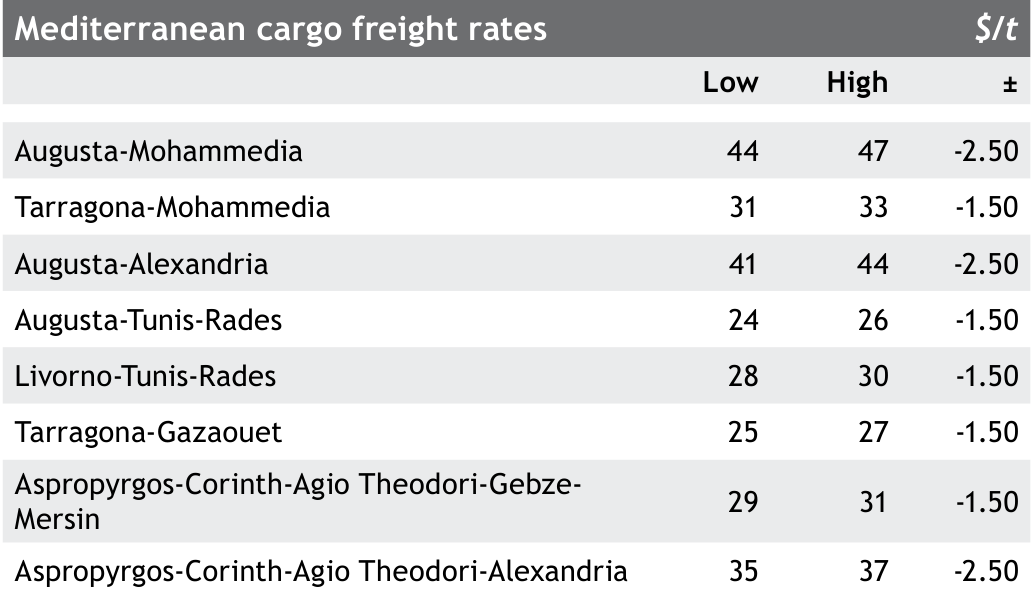 Mediterranean cargo freight rates $/t
Low High ±
Augusta-Mohammedia 44 47 -2.50
Tarragona-Mohammedia 31 33 -1.50
Augusta-Alexandria 41 44 -2.50
Augusta-Tunis-Rades 24 26 -1.50
Livorno-Tunis-Rades 28 30 -1.50
Tarragona-Gazaouet 25 27 -1.50
Aspropyrgos-Corinth-Agio Theodori-Gebze-
Mersin 29 31 -1.50
Aspropyrgos-Corinth-Agio Theodori-Alexandria 35 37 -2.50